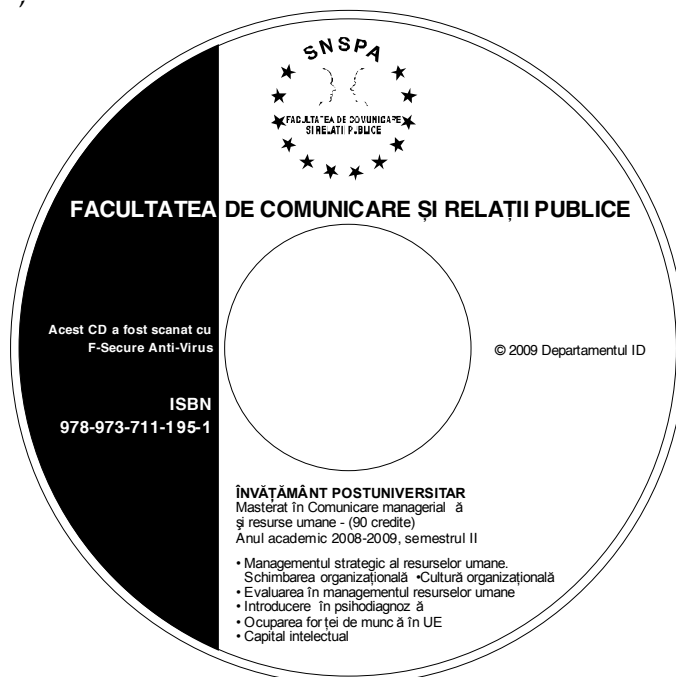 SNSPA
FACULTATEA DE COMUNICARE
SI RELATII PUBLICE
FACULTATEA DE COMUNICARE ȘI RELAȚII PUBLICE
Acest CD a fost scanat cu
F-Secure Anti-Virus
© 2009 Departamentul ID
ISBN
978-973-711-195-1
ÎNVĂȚĂMÂNT POSTUNIVERSITAR
Masterat în Comunicare managerial ă
și resurse umane - (90 credite)
Anul academic 2008-2009, semestrul II
• Managementul strategic al resurselor umane.
Schimbarea organizațională •Cultură organizațională
• Evaluarea în managementul resurselor umane
• Introducere în psihodiagnoz ă
• Ocuparea for ței de munc ă în UE
• Capital intelectual